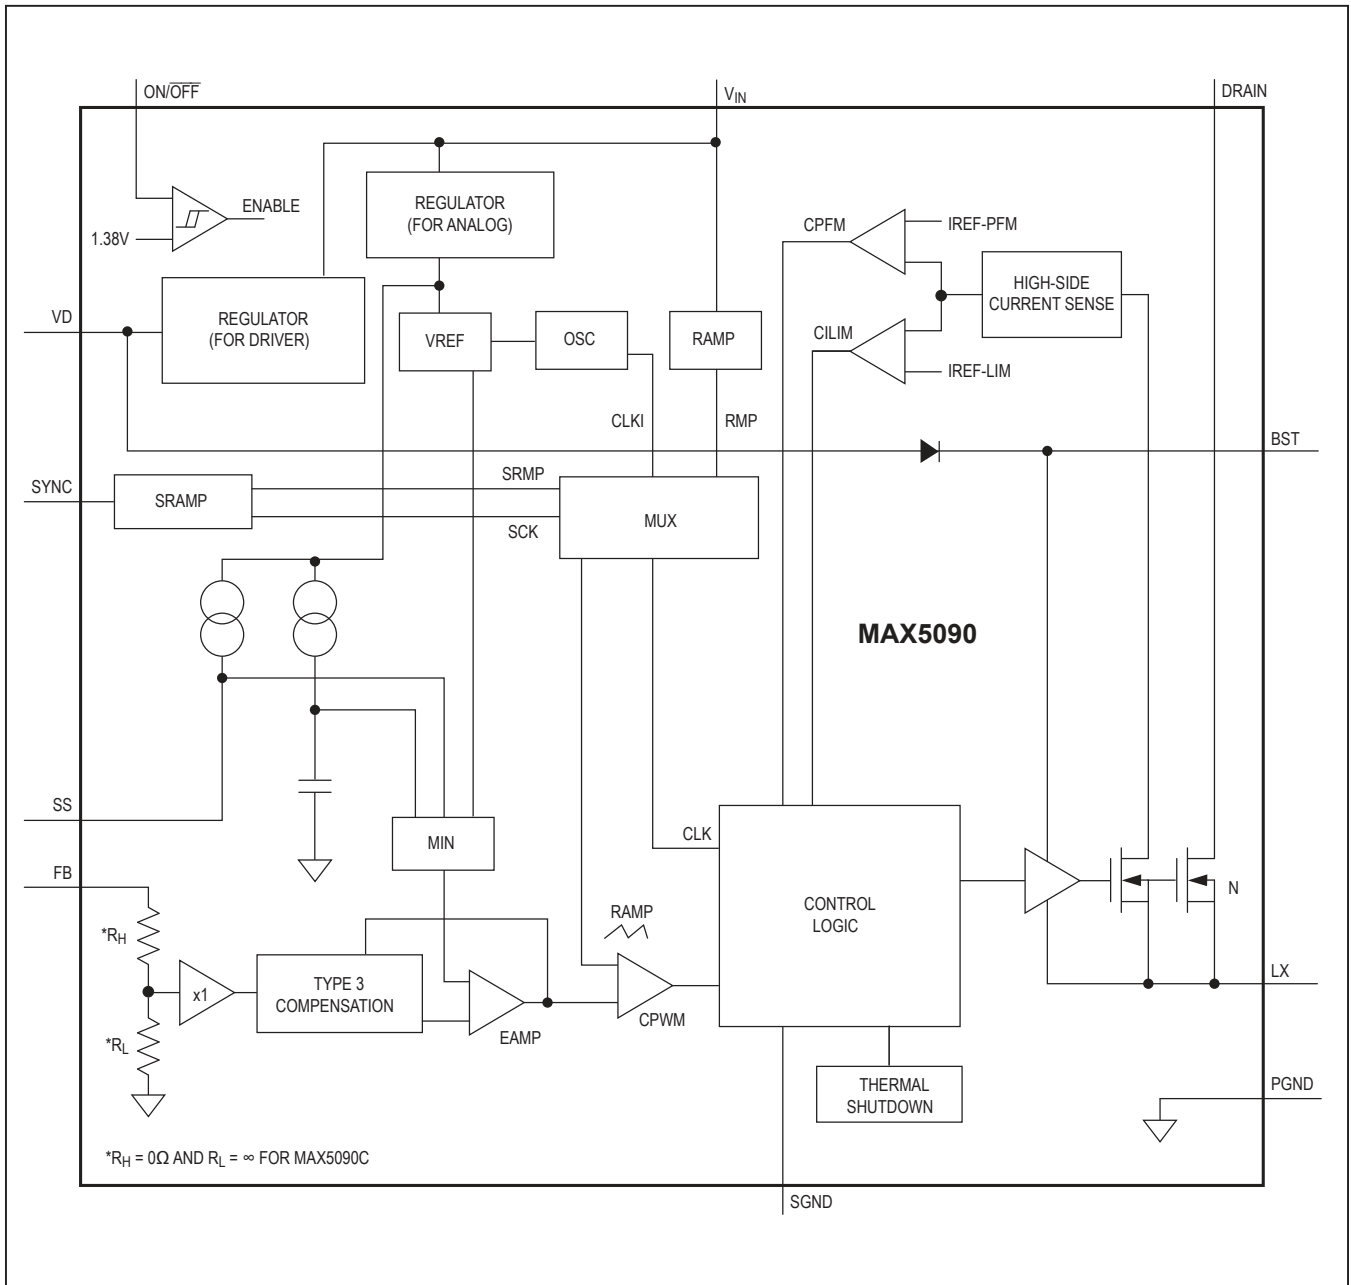 ON/OFF
VIN
DRAIN
ENABLE
1.38V
REGULATOR
(FOR ANALOG)
CPFM
IREF-PFM
HIGH-SIDE
CURRENT SENSE
VD
REGULATOR
(FOR DRIVER)
VREF
OSC
RAMP
CILIM
IREF-LIM
CLKI
RMP
BST
SYNC
SRAMP
SRMP
SCK
MUX
MAX5090
SS
MIN
CLK
FB
CONTROL
LOGIC
N
*RH
RAMP
x1
TYPE 3
COMPENSATION
EAMP
CPWM
LX
*RL
THERMAL
SHUTDOWN
PGND
*RH = 0Ω AND RL = ∞ FOR MAX5090C
SGND